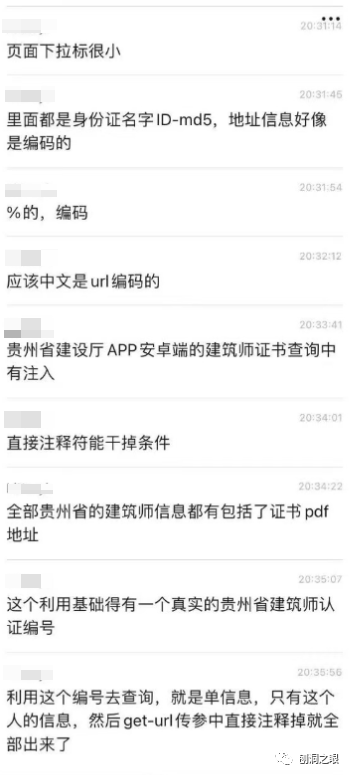 20:31:14
页面下拉标很小
20:31:45
里面都是身份证名字ID-md5，地址信息好像
是编码的
20:31:54
%的，编码
20:32:12
应该中文是url编码的
20:33:41
贵州省建设厅APP安卓端的建筑师证书查询中
有注入
20:34:01
直接注释符能干掉条件
20:34:22
全部贵州省的建筑师信息都有包括了证书pdf
地址
20:35:07
这个利用基础得有一个真实的贵州省建筑师认
证编号
20:35:56
利用这个编号去查询，就是单信息，只有这个
人的信息，然后get-url传参中直接注释掉就全
部出来了
刨洞之眼